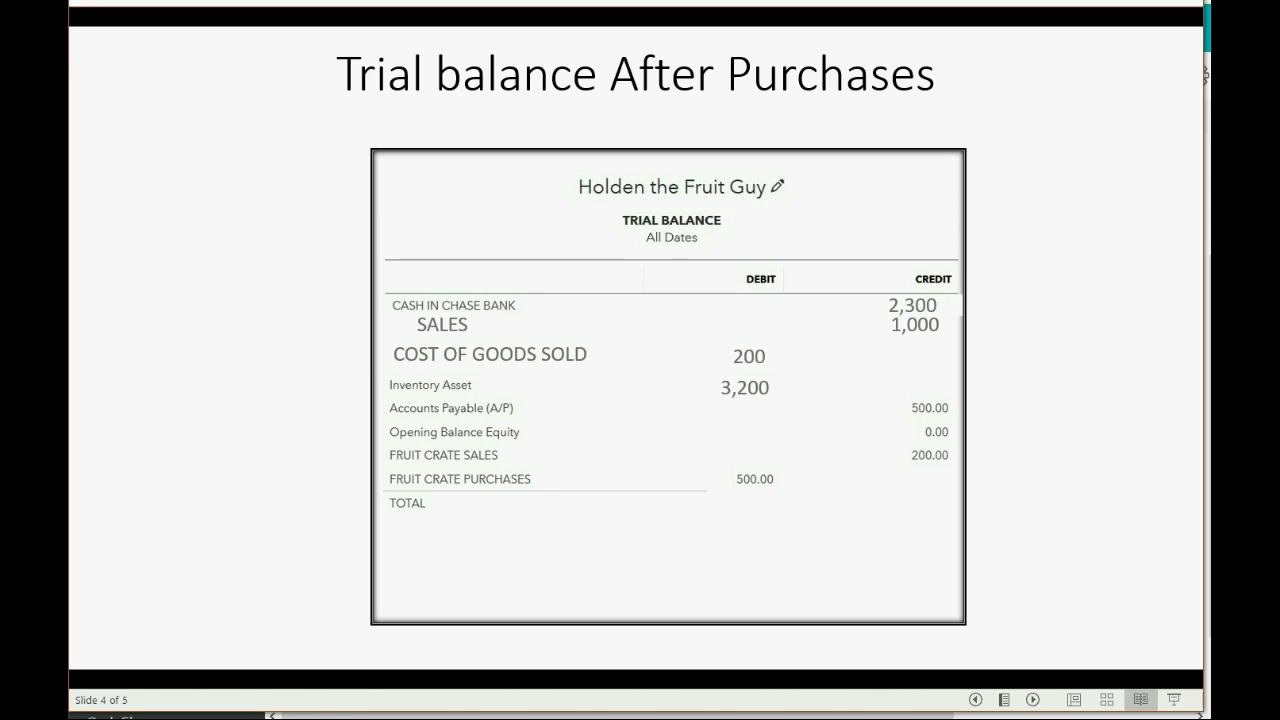 Trial balance After Purchases
Holden the Fruit Guy
TRIAL BALANCE
All Dates
DEBIT CREDIT
CASH IN CHASE BANK 2,300
SALES 1,000
COST OF GOODS SOLD 200
Inventory Asset 3,200
Accounts Payable (A/P) 500.00
Opening Balance Equity 0.00
FRUIT CRATE SALES 200.00
FRUIT CRATE PURCHASES 500.00
TOTAL
Slide 4 of 5